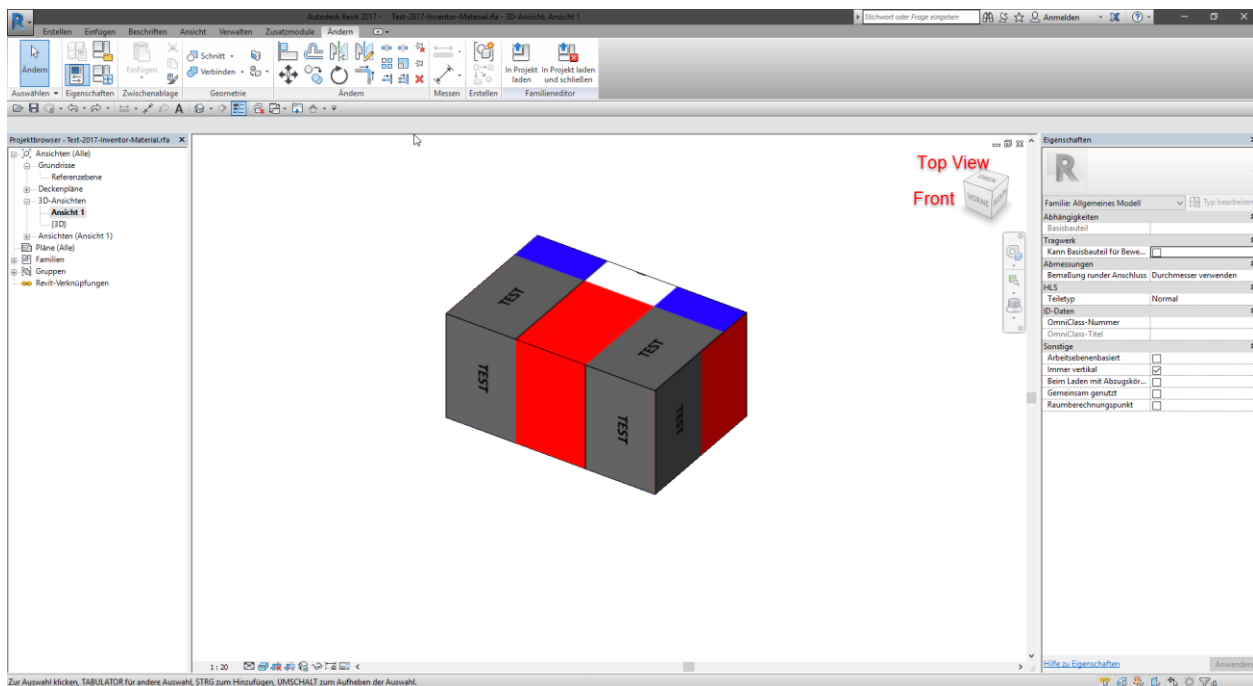 Autodesk Revit 2017 - Test-2017-Inventor-Material.rfa - 3D-Ansicht: Ansicht 1
Stichwort oder Frage eingeben
Anmelden
Erstellen Einfügen Beschriften Ansicht Verwalten Zusatzmodule Ändern
Ändern
Einfügen
Schnitt
Verbinden
In Projekt laden
In Projekt laden und schließen
Auswählen Eigenschaften Zwischenablage Geometrie Ändern Messen Erstellen Familieneditor
Projektbrowser - Test-2017-Inventor-Material.rfa
Ansichten (Alle)
Grundrisse
Referenzebene
Deckenpläne
3D-Ansichten
Ansicht 1
{3D}
Ansichten (Ansicht 1)
Pläne (Alle)
Familien
Gruppen
Revit-Verknüpfungen
Top View
Front
OBEN
VORNE
TEST
TEST
TEST
TEST
TEST
Eigenschaften
R
Familie: Allgemeines Modell
Typ bearbeiten
Abhängigkeiten
Basisbauteil
Tragwerk
Kann Basisbauteil für Bewe...
Abmessungen
Bemaßung runder Anschluss Durchmesser verwenden
HLS
Teiletyp Normal
ID-Daten
OmniClass-Nummer
OmniClass-Titel
Sonstige
Arbeitsebenenbasiert
Immer vertikal
Beim Laden mit Abzugskör...
Gemeinsam genutzt
Raumberechnungspunkt
Hilfe zu Eigenschaften
Anwenden
1 : 20
Zur Auswahl klicken, TABULATOR für andere Auswahl, STRG zum Hinzufügen, UMSCHALT zum Aufheben der Auswahl.
:0